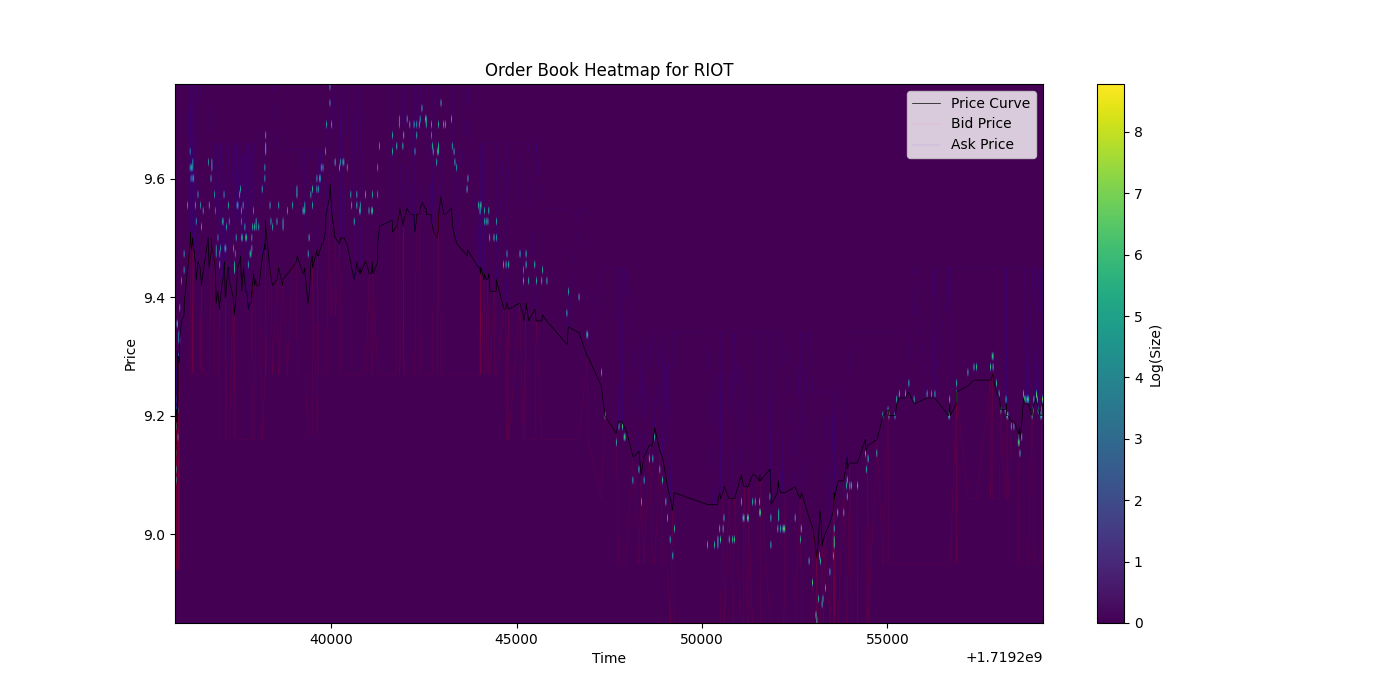 Order Book Heatmap for RIOT
Price Curve
Bid Price
Ask Price
9.6
9.4
9.2
9.0
Price
40000
45000
50000
55000
Time
+1.7192e9
8
7
6
5
4
3
2
1
0
Log(Size)